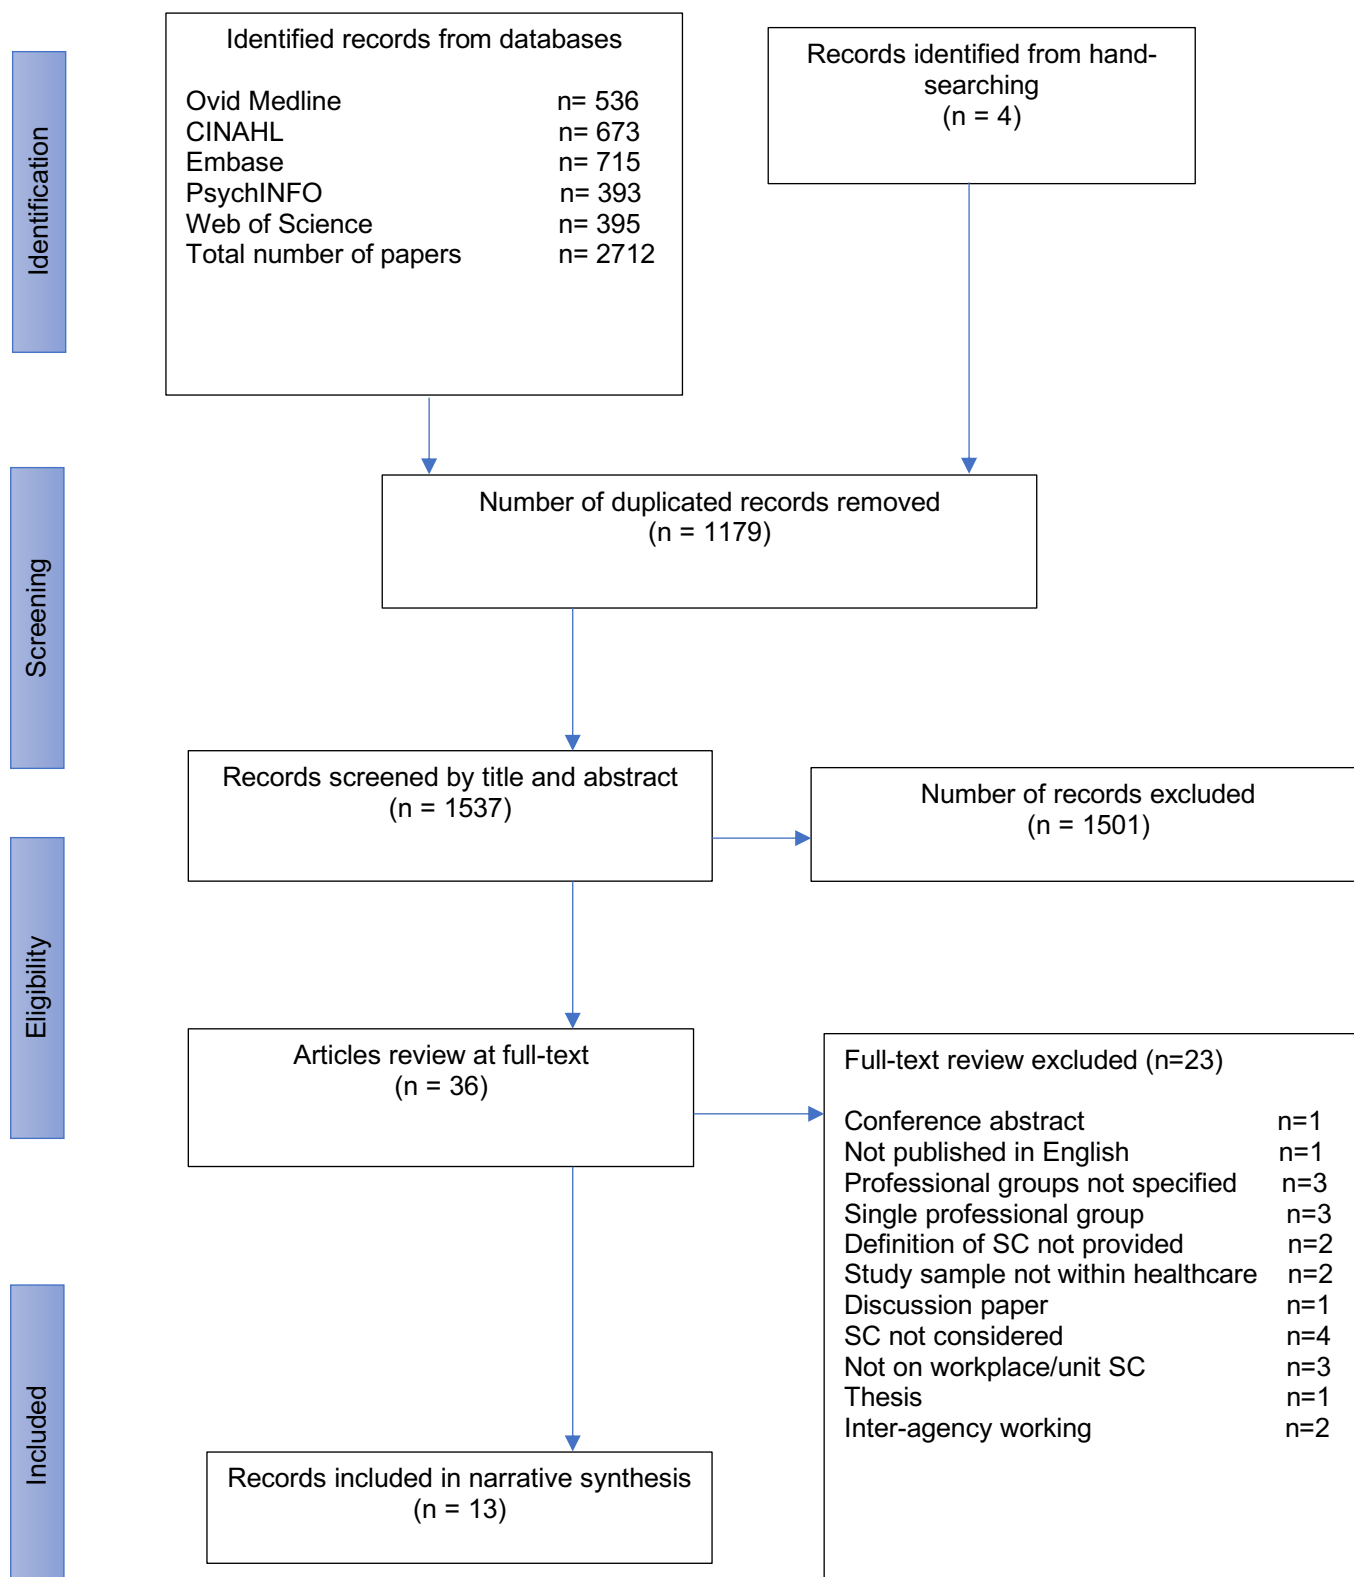 Identification
Identified records from databases
Ovid Medline n= 536
CINAHL n= 673
Embase n= 715
PsychINFO n= 393
Web of Science n= 395
Total number of papers n= 2712
Records identified from hand-
searching
(n = 4)
Screening
Number of duplicated records removed
(n = 1179)
Records screened by title and abstract
(n = 1537)
Number of records excluded
(n = 1501)
Eligibility
Articles review at full-text
(n = 36)
Full-text review excluded (n=23)
Conference abstract n=1
Not published in English n=1
Professional groups not specified n=3
Single professional group n=3
Definition of SC not provided n=2
Study sample not within healthcare n=2
Discussion paper n=1
SC not considered n=4
Not on workplace/unit SC n=3
Thesis n=1
Inter-agency working n=2
Included
Records included in narrative synthesis
(n = 13)